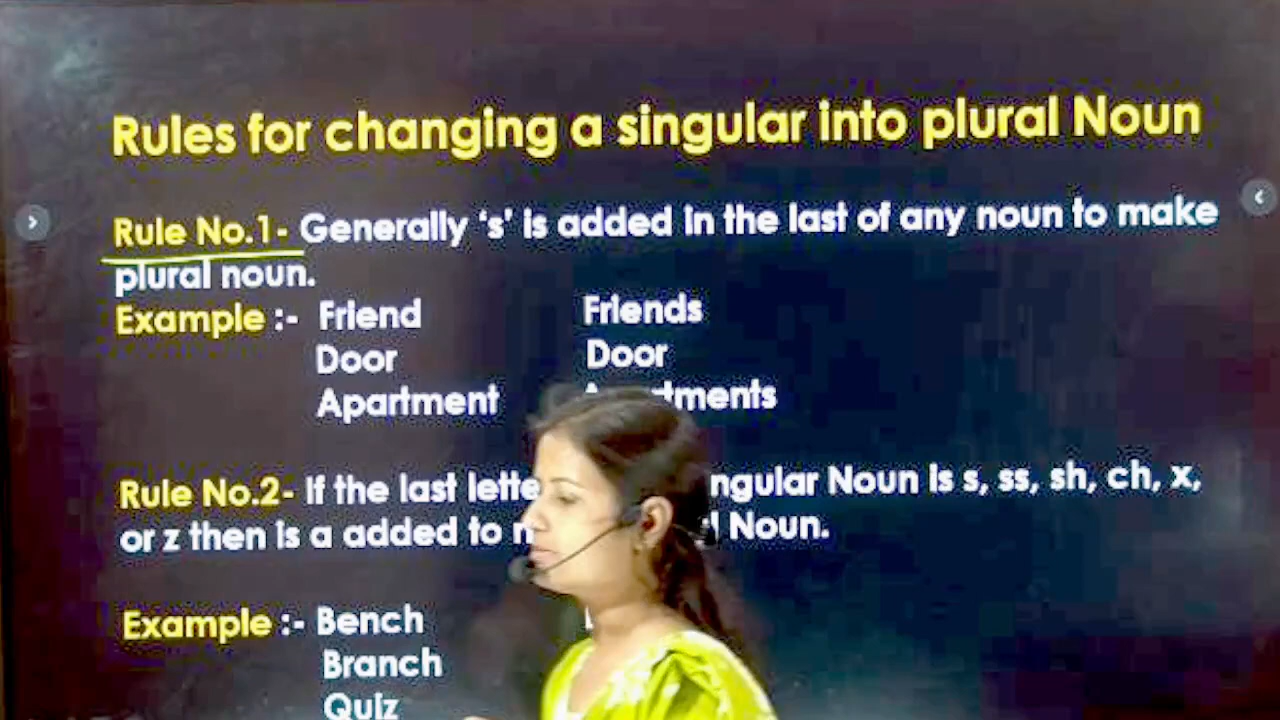 Rules for changing a singular into plural Noun
Rule No.1- Generally ‘s’ is added in the last of any noun to make
plural noun.
Example :- Friend Friends
Door Door
Apartment
Rule No.2- If the last Noun is s, ss, sh, ch, x,
or z then is a added to Noun.
Example :- Bench
Branch
Quiz